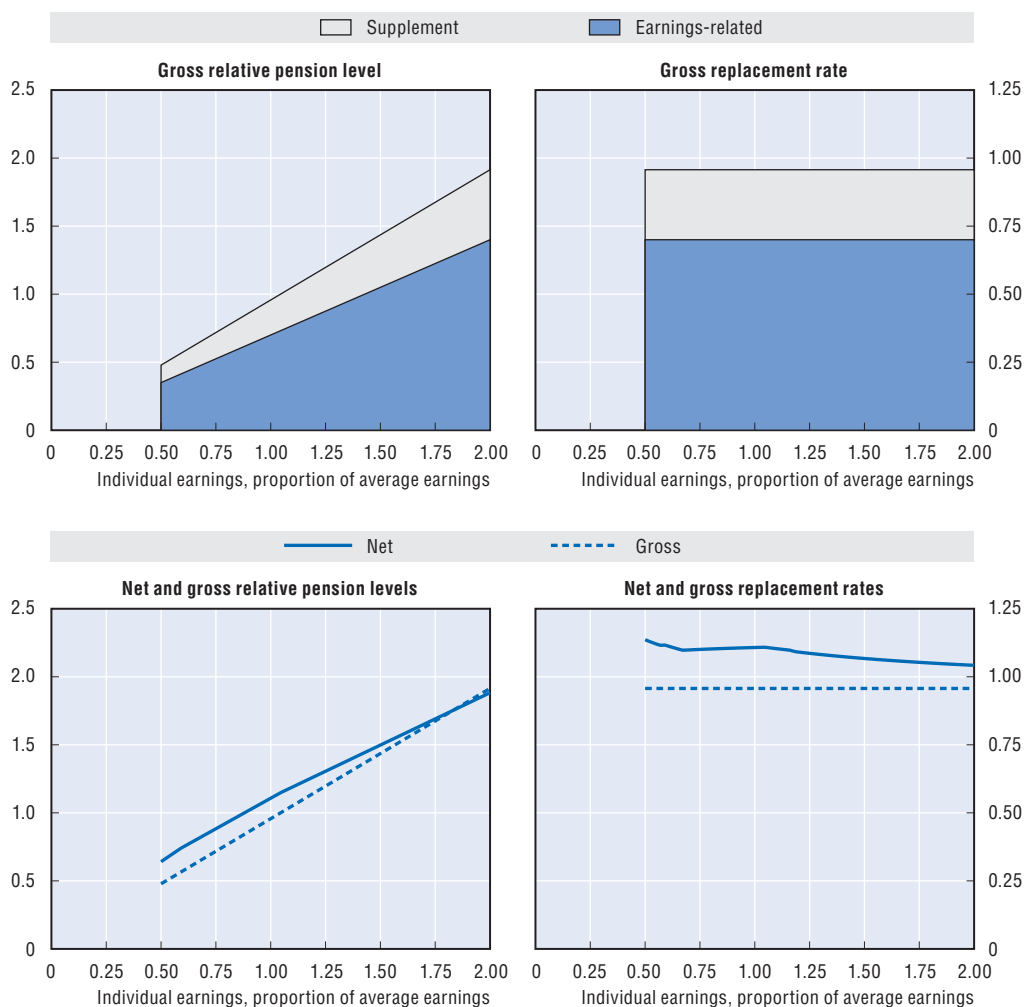 Supplement Earnings-related
Gross relative pension level
Gross replacement rate
2.5 1.25
2.0 1.00
1.5 0.75
1.0 0.50
0.5 0.25
0 0
0 0.25 0.50 0.75 1.00 1.25 1.50 1.75 2.00
0 0.25 0.50 0.75 1.00 1.25 1.50 1.75 2.00
Individual earnings, proportion of average earnings
Individual earnings, proportion of average earnings
Net Gross
Net and gross relative pension levels
Net and gross replacement rates
2.5 1.25
2.0 1.00
1.5 0.75
1.0 0.50
0.5 0.25
0 0
0 0.25 0.50 0.75 1.00 1.25 1.50 1.75 2.00
0 0.25 0.50 0.75 1.00 1.25 1.50 1.75 2.00
Individual earnings, proportion of average earnings
Individual earnings, proportion of average earnings